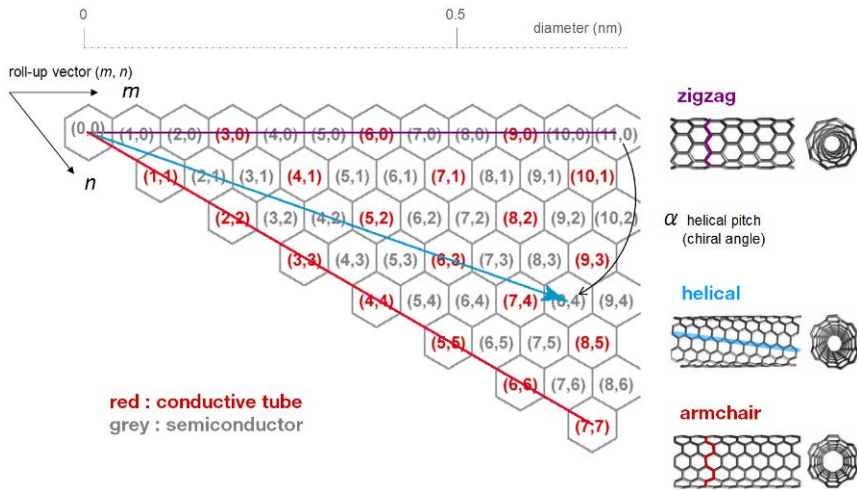 0 0.5
diameter (nm)
roll-up vector (m, n)
m
n
(0,0) (1,0) (2,0) (3,0) (4,0) (5,0) (6,0) (7,0) (8,0) (9,0) (10,0) (11,0)
(1,1) (2,1) (3,1) (4,1) (5,1) (6,1) (7,1) (8,1) (9,1) (10,1)
(2,2) (3,2) (4,2) (5,2) (6,2) (7,2) (8,2) (9,2) (10,2)
(3,3) (4,3) (5,3) (6,3) (7,3) (8,3) (9,3)
(4,4) (5,4) (6,4) (7,4) (8,4) (9,4)
(5,5) (6,5) (7,5) (8,5)
(6,6) (7,6) (8,6)
(7,7)
red : conductive tube
grey : semiconductor
zigzag
α helical pitch
(chiral angle)
helical
armchair